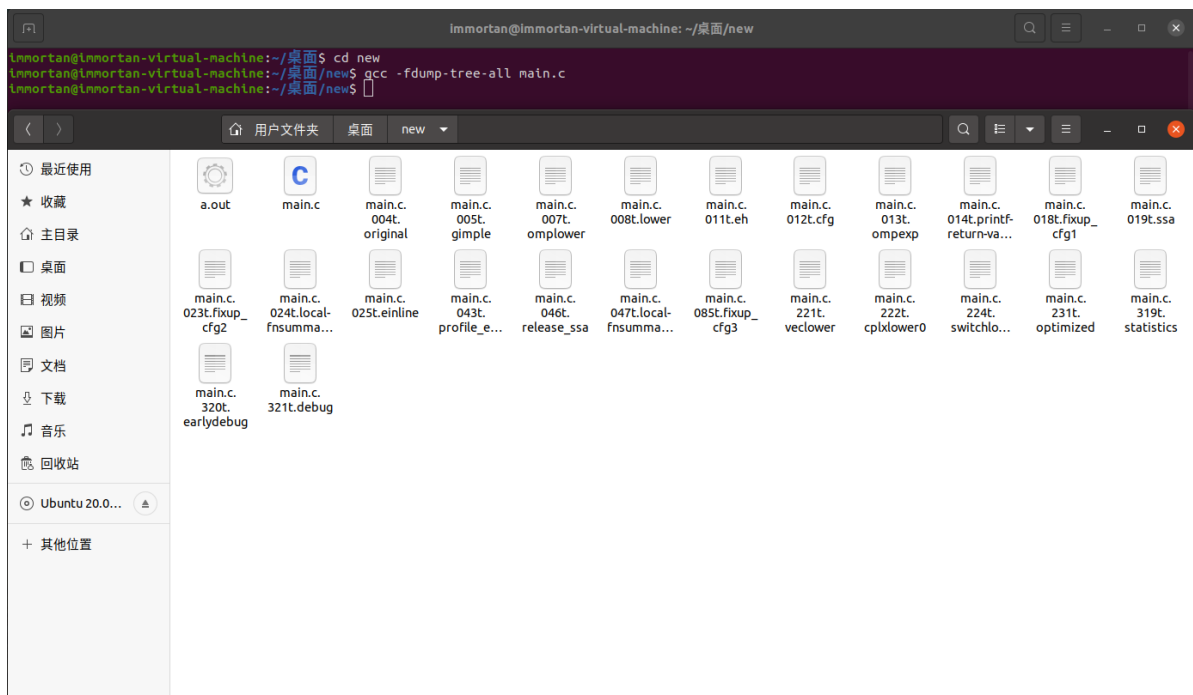 immortan@immortan-virtual-machine: ~/桌面/new
immortan@immortan-virtual-machine:~/桌面$ cd new
immortan@immortan-virtual-machine:~/桌面/new$ gcc -fdump-tree-all main.c
immortan@immortan-virtual-machine:~/桌面/new$
用户文件夹 桌面 new
最近使用
收藏
主目录
桌面
视频
图片
文档
下载
音乐
回收站
Ubuntu 20.0…
其他位置
a.out
main.c
main.c.
004t.
original
main.c.
005t.
gimple
main.c.
007t.
omplower
main.c.
008t.lower
main.c.
011t.eh
main.c.
012t.cfg
main.c.
013t.
ompexp
main.c.
014t.printf-
return-va…
main.c.
018t.fixup_
cfg1
main.c.
019t.ssa
main.c.
023t.fixup_
cfg2
main.c.
024t.local-
fnsumma…
main.c.
025t.einline
main.c.
043t.
profile_e…
main.c.
046t.
release_ssa
main.c.
047t.local-
fnsumma…
main.c.
085t.fixup_
cfg3
main.c.
221t.
veclower
main.c.
222t.
cplxlower0
main.c.
224t.
switchlo…
main.c.
231t.
optimized
main.c.
319t.
statistics
main.c.
320t.
earlydebug
main.c.
321t.debug